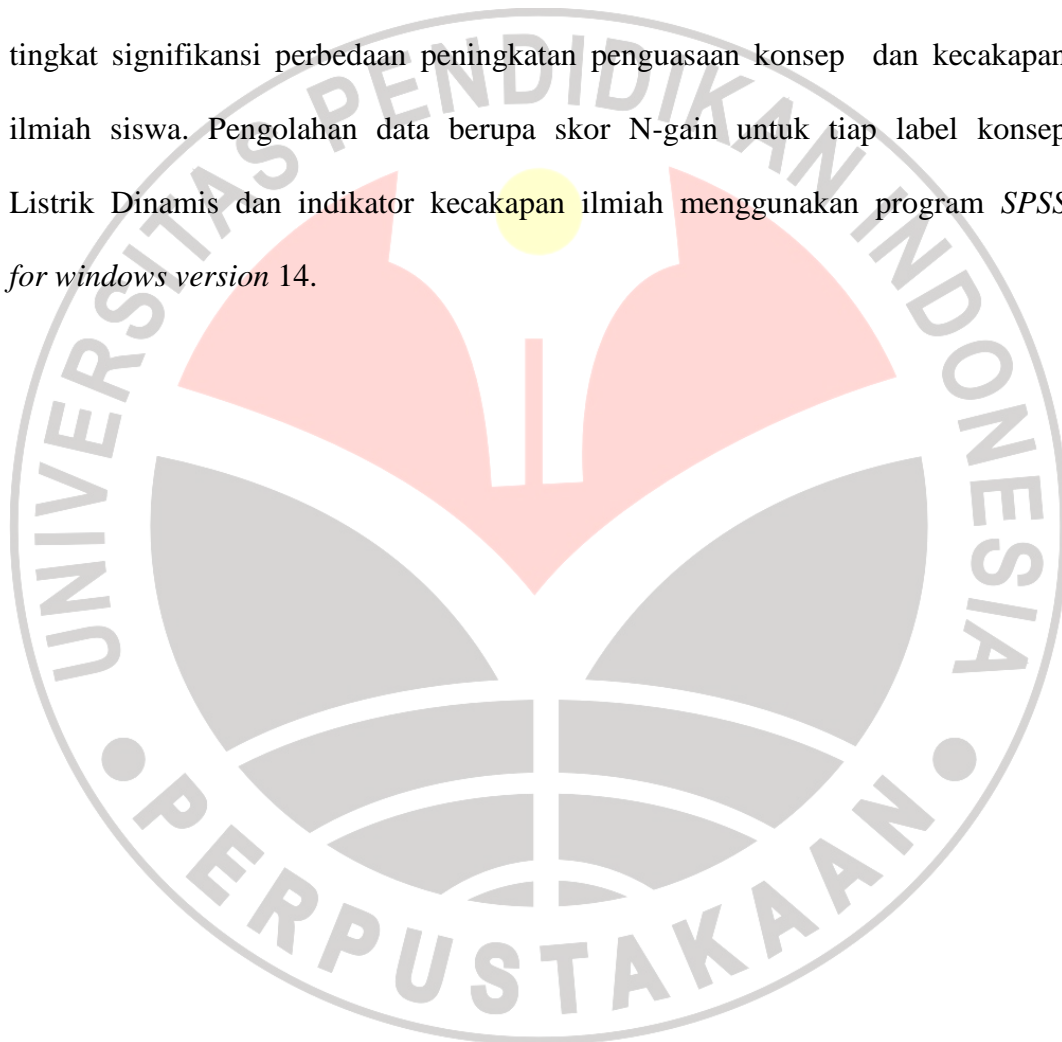 tingkat signifikansi perbedaan peningkatan penguasaan konsep dan kecakapan
ilmiah siswa. Pengolahan data berupa skor N-gain untuk tiap label konsep
Listrik Dinamis dan indikator kecakapan ilmiah menggunakan program SPSS
for windows version 14.
UNIVERSITAS PENDIDIKAN INDONESIA
PERPUSTAKAAN